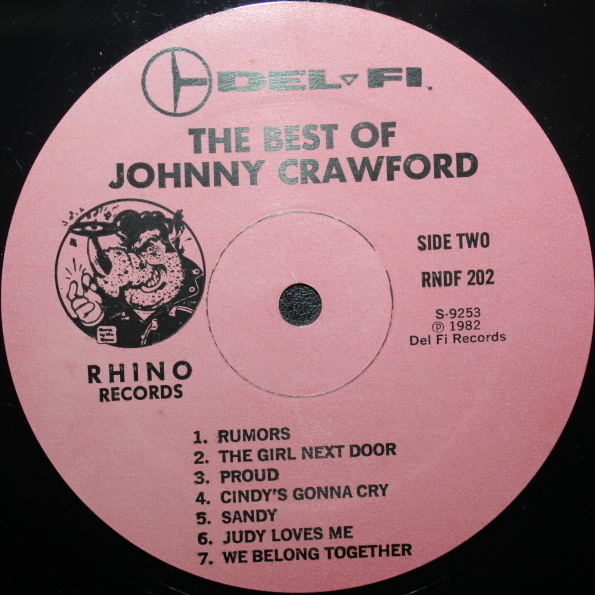 DEL-FI.
THE BEST OF
JOHNNY CRAWFORD
SIDE TWO
RNDF 202
S-9253
℗ 1982
Del Fi Records
RHINO
RECORDS
1. RUMORS
2. THE GIRL NEXT DOOR
3. PROUD
4. CINDY'S GONNA CRY
5. SANDY
6. JUDY LOVES ME
7. WE BELONG TOGETHER